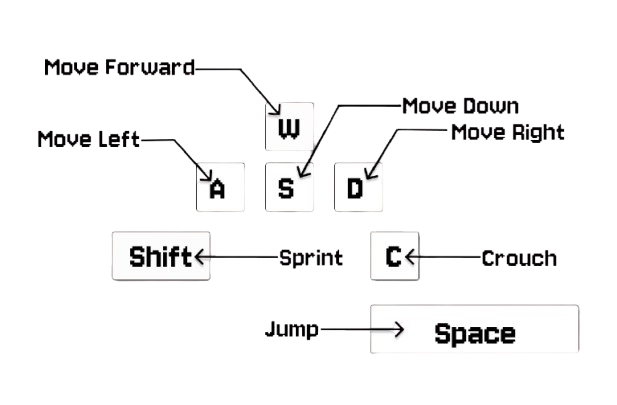 Move Forward
W
Move Down
Move Right
Move Left
A
S
D
Shift
Sprint
C
Crouch
Jump
Space